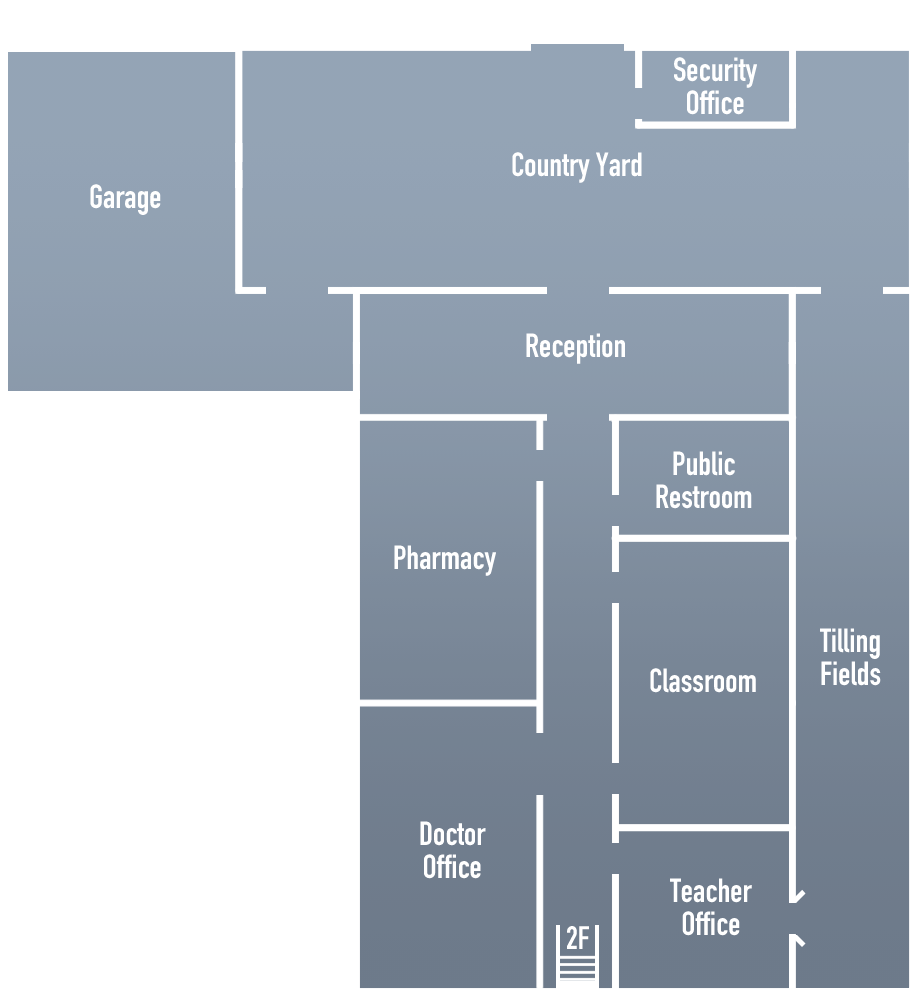 Security
Office
Country Yard
Garage
Reception
Public
Restroom
Pharmacy
Tilling
Fields
Classroom
Doctor
Office
Teacher
Office
2F